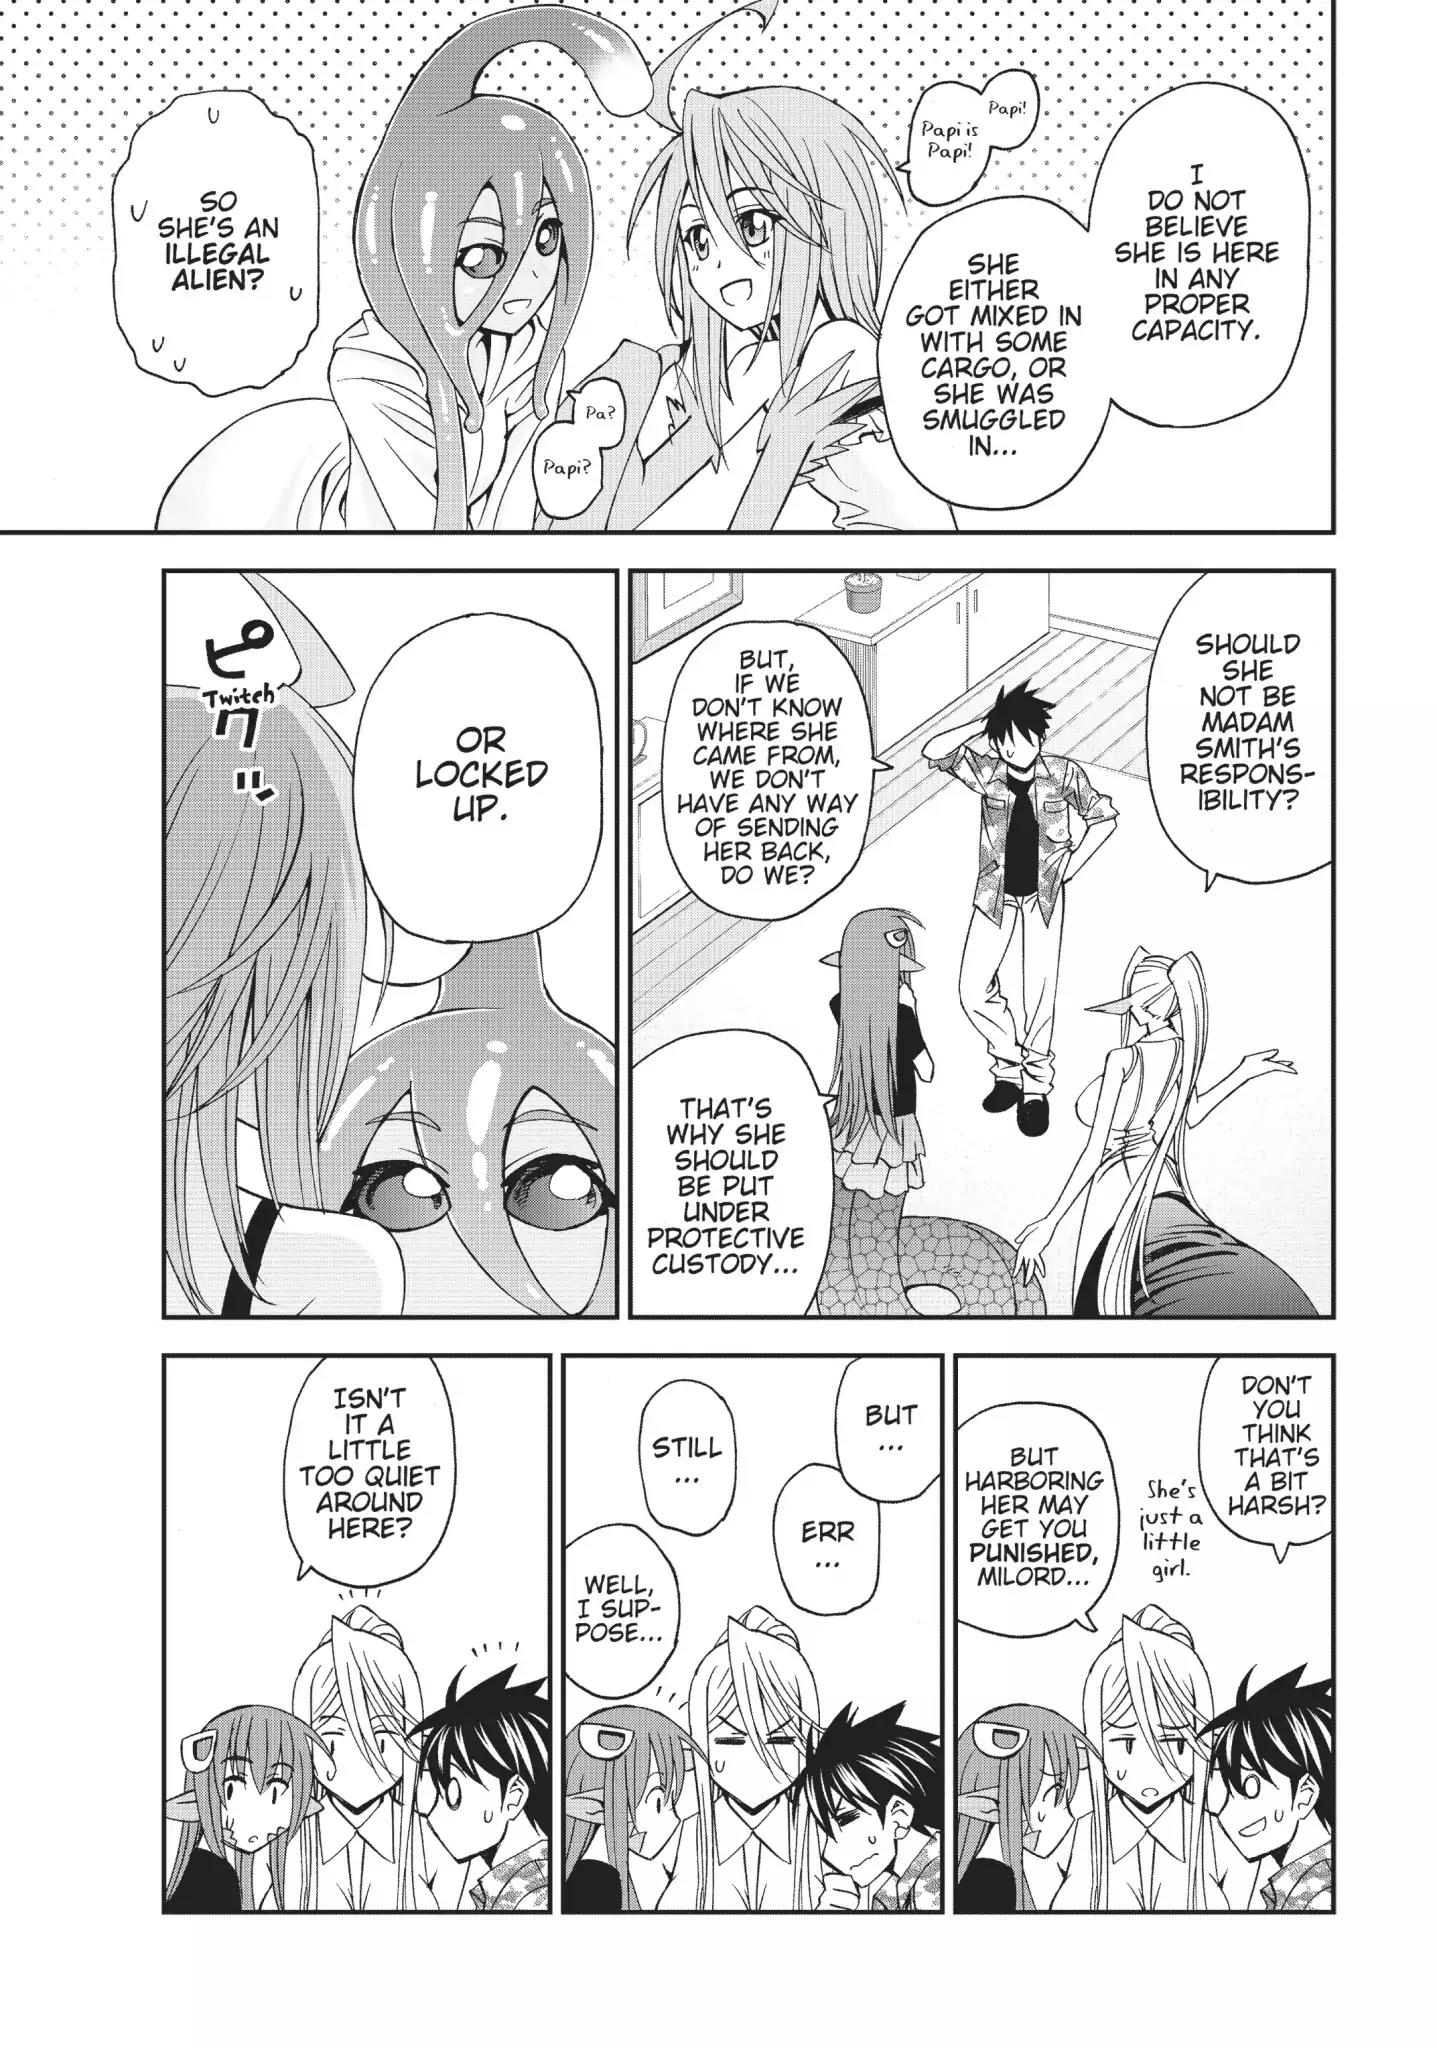 I
DO NOT
BELIEVE
SHE IS HERE
IN ANY
PROPER
CAPACITY.
SHE
EITHER
GOT MIXED IN
WITH SOME
CARGO, OR
SHE WAS
SMUGGLED
IN...
Papi!
Papi is
Papi!
Pa?
Papi?
SO
SHE'S AN
ILLEGAL
ALIEN?
SHOULD
SHE
NOT BE
MADAM
SMITH'S
RESPONS-
IBILITY?
BUT,
IF WE
DON'T KNOW
WHERE SHE
CAME FROM,
WE DON'T
HAVE ANY WAY
OF SENDING
HER BACK,
DO WE?
THAT'S
WHY SHE
SHOULD
BE PUT
UNDER
PROTECTIVE
CUSTODY...
OR
LOCKED
UP.
ピクッ
Twitch
DON'T
YOU
THINK
THAT'S
A BIT
HARSH?
She's
just a
little
girl.
BUT
HARBORING
HER MAY
GET YOU
PUNISHED,
MILORD...
BUT
...
ERR
...
STILL
...
WELL,
I SUP-
POSE...
ISN'T
IT A
LITTLE
TOO QUIET
AROUND
HERE?